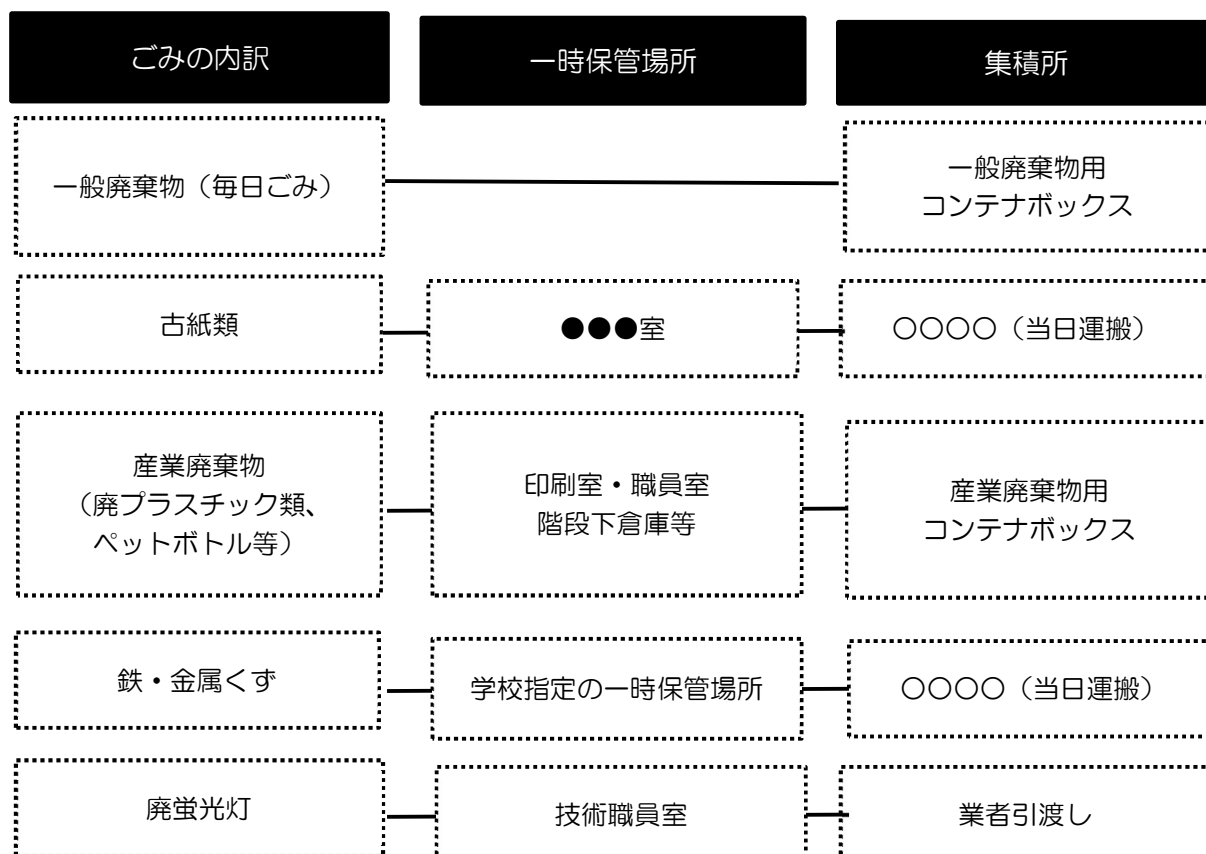 ごみの内訳
一時保管場所
集積所
一般廃棄物（毎日ごみ）
一般廃棄物用
コンテナボックス
古紙類
●●●室
〇〇〇〇（当日運搬）
産業廃棄物
（廃プラスチック類、
ペットボトル等）
印刷室・職員室
階段下倉庫等
産業廃棄物用
コンテナボックス
鉄・金属くず
学校指定の一時保管場所
〇〇〇〇（当日運搬）
廃蛍光灯
技術職員室
業者引渡し